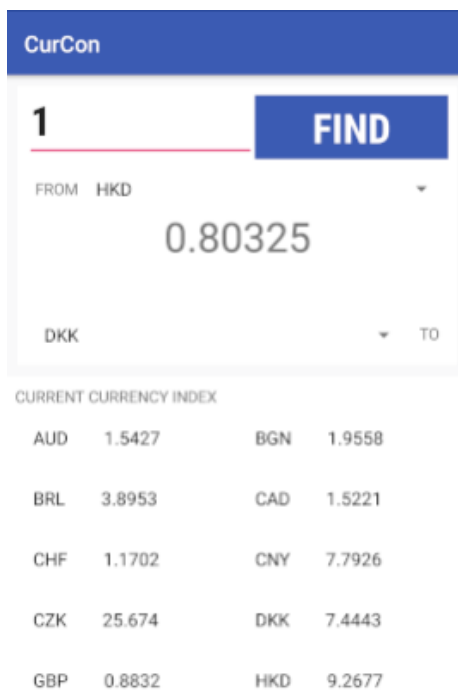 CurCon
1 FIND
FROM HKD
0.80325
DKK TO
CURRENT CURRENCY INDEX
AUD 1.5427 BGN 1.9558
BRL 3.8953 CAD 1.5221
CHF 1.1702 CNY 7.7926
CZK 25.674 DKK 7.4443
GBP 0.8832 HKD 9.2677